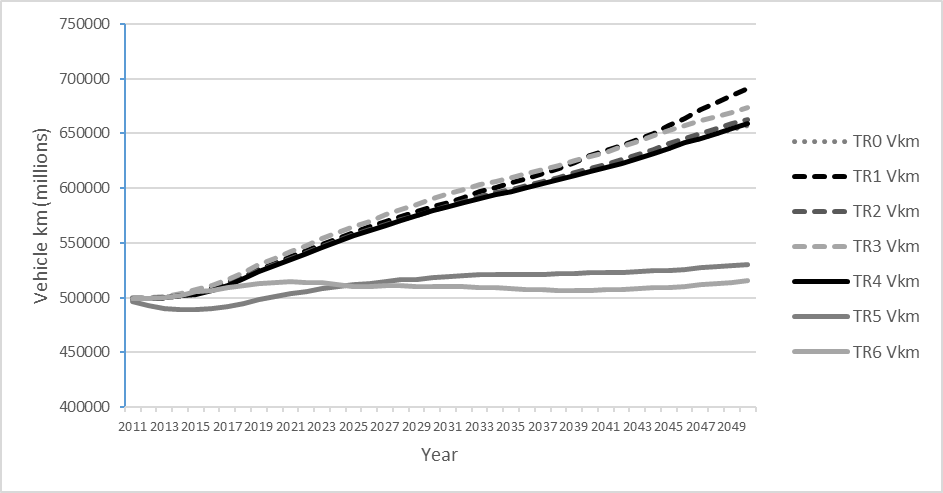 750000
700000
650000
600000
550000
500000
450000
400000
Vehicle km (millions)
2011 2013 2015 2017 2019 2021 2023 2025 2027 2029 2031 2033 2035 2037 2039 2041 2043 2045 2047 2049
Year
TR0 Vkm
TR1 Vkm
TR2 Vkm
TR3 Vkm
TR4 Vkm
TR5 Vkm
TR6 Vkm